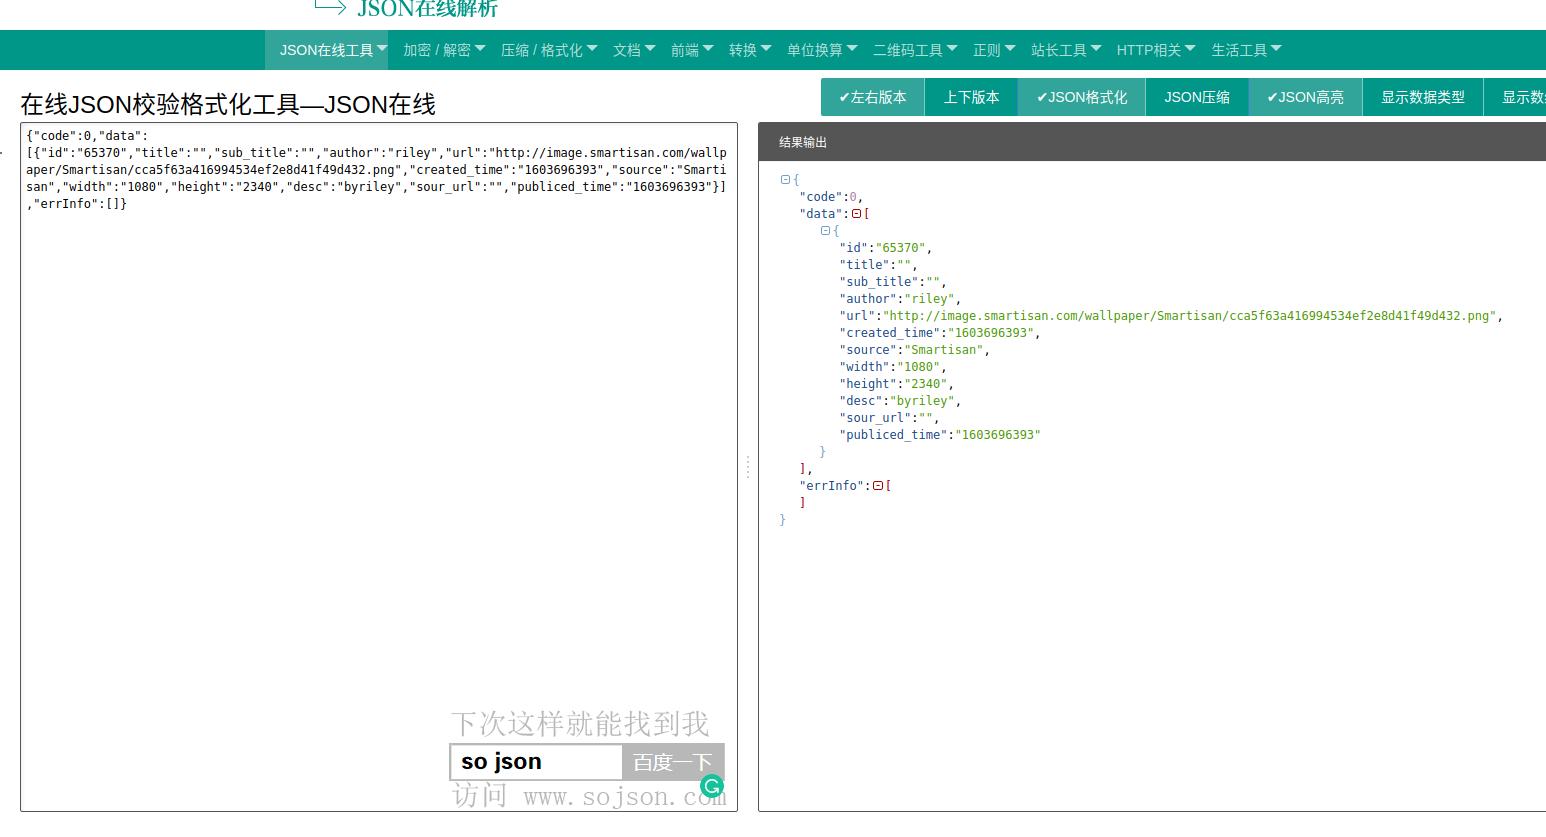 JSON在线解析
JSON在线工具 加密 / 解密 压缩 / 格式化 文档 前端 转换 单位换算 二维码工具 正则 站长工具 HTTP相关 生活工具
在线JSON校验格式化工具—JSON在线
✔左右版本 上下版本 ✔JSON格式化 JSON压缩 ✔JSON高亮 显示数据类型 显示数
{"code":0,"data":
[{"id":"65370","title":"","sub_title":"","author":"riley","url":"http://image.smartisan.com/wallp
aper/Smartisan/cca5f63a416994534ef2e8d41f49d432.png","created_time":"1603696393","source":"Smarti
san","width":"1080","height":"2340","desc":"byriley","sour_url":"","publiced_time":"1603696393"}]
,"errInfo":[]}
下次这样就能找到我
so json 百度一下
访问 www.sojson.com
结果输出
{
"code":0,
"data":[
{
"id":"65370",
"title":"",
"sub_title":"",
"author":"riley",
"url":"http://image.smartisan.com/wallpaper/Smartisan/cca5f63a416994534ef2e8d41f49d432.png",
"created_time":"1603696393",
"source":"Smartisan",
"width":"1080",
"height":"2340",
"desc":"byriley",
"sour_url":"",
"publiced_time":"1603696393"
}
],
"errInfo":[
]
}